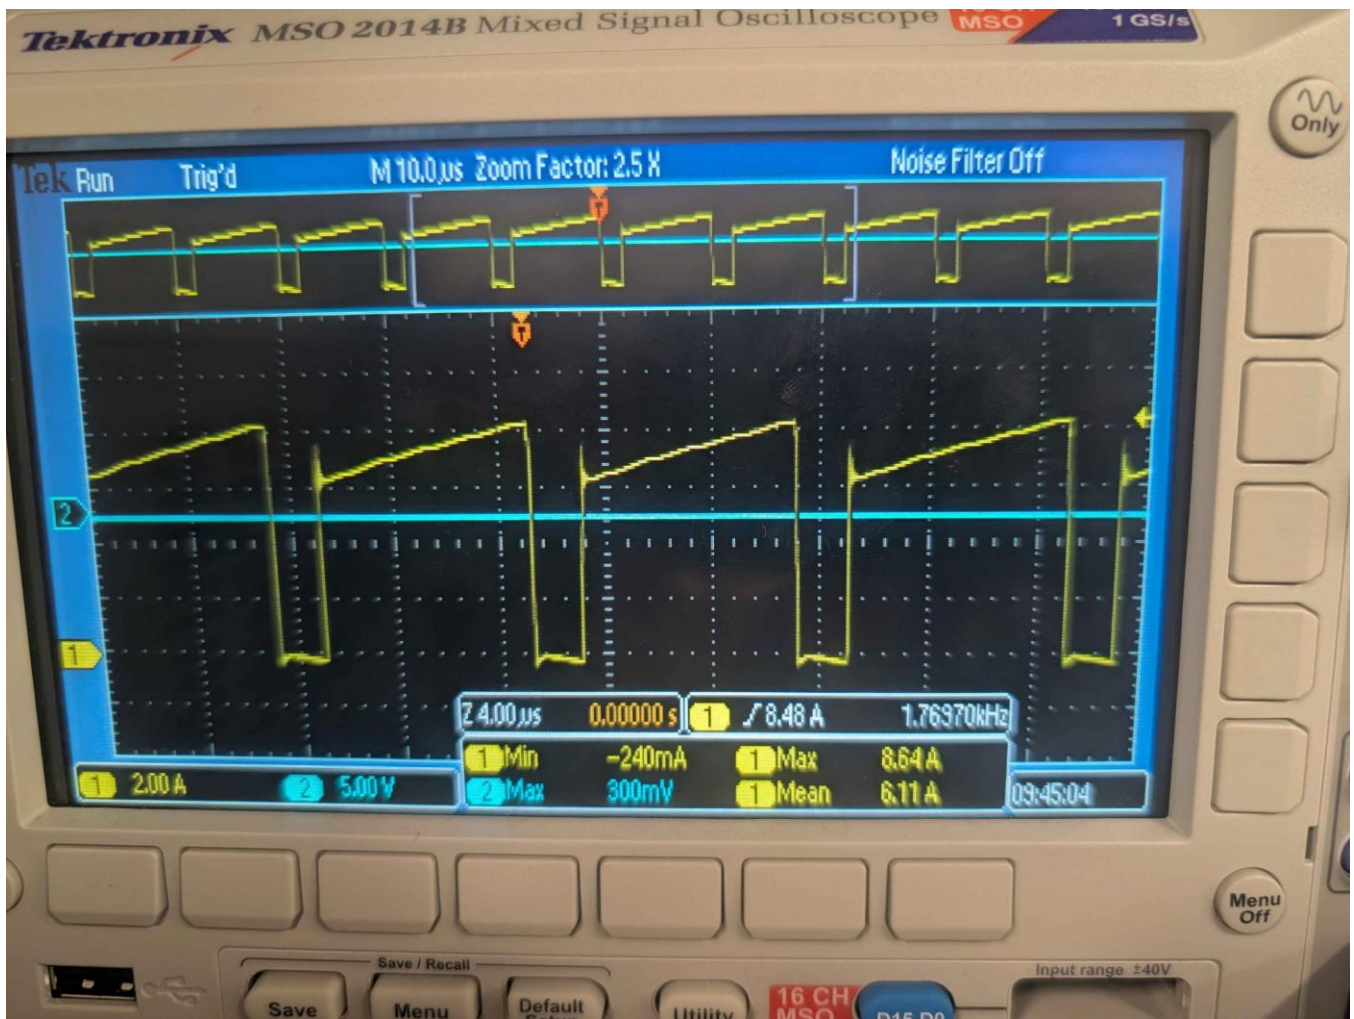 Tektronix MSO 2014B Mixed Signal Oscilloscope
MSO
1 GS/s
Only
Tek Run Trig'd M 10.0µs Zoom Factor: 2.5 X Noise Filter Off
T
T
2
1
Z 4.00µs 0.00000 s 1 8.48 A 1.76970kHz
1 Min -240mA 1 Max 8.64 A
1 2.00 A 2 5.00 V 2 Max 300mV 1 Mean 6.11 A 09:45:04
Menu
Off
Save / Recall
Input range ±40V
Save Menu Default Utility 16 CH
MSO D15-D0